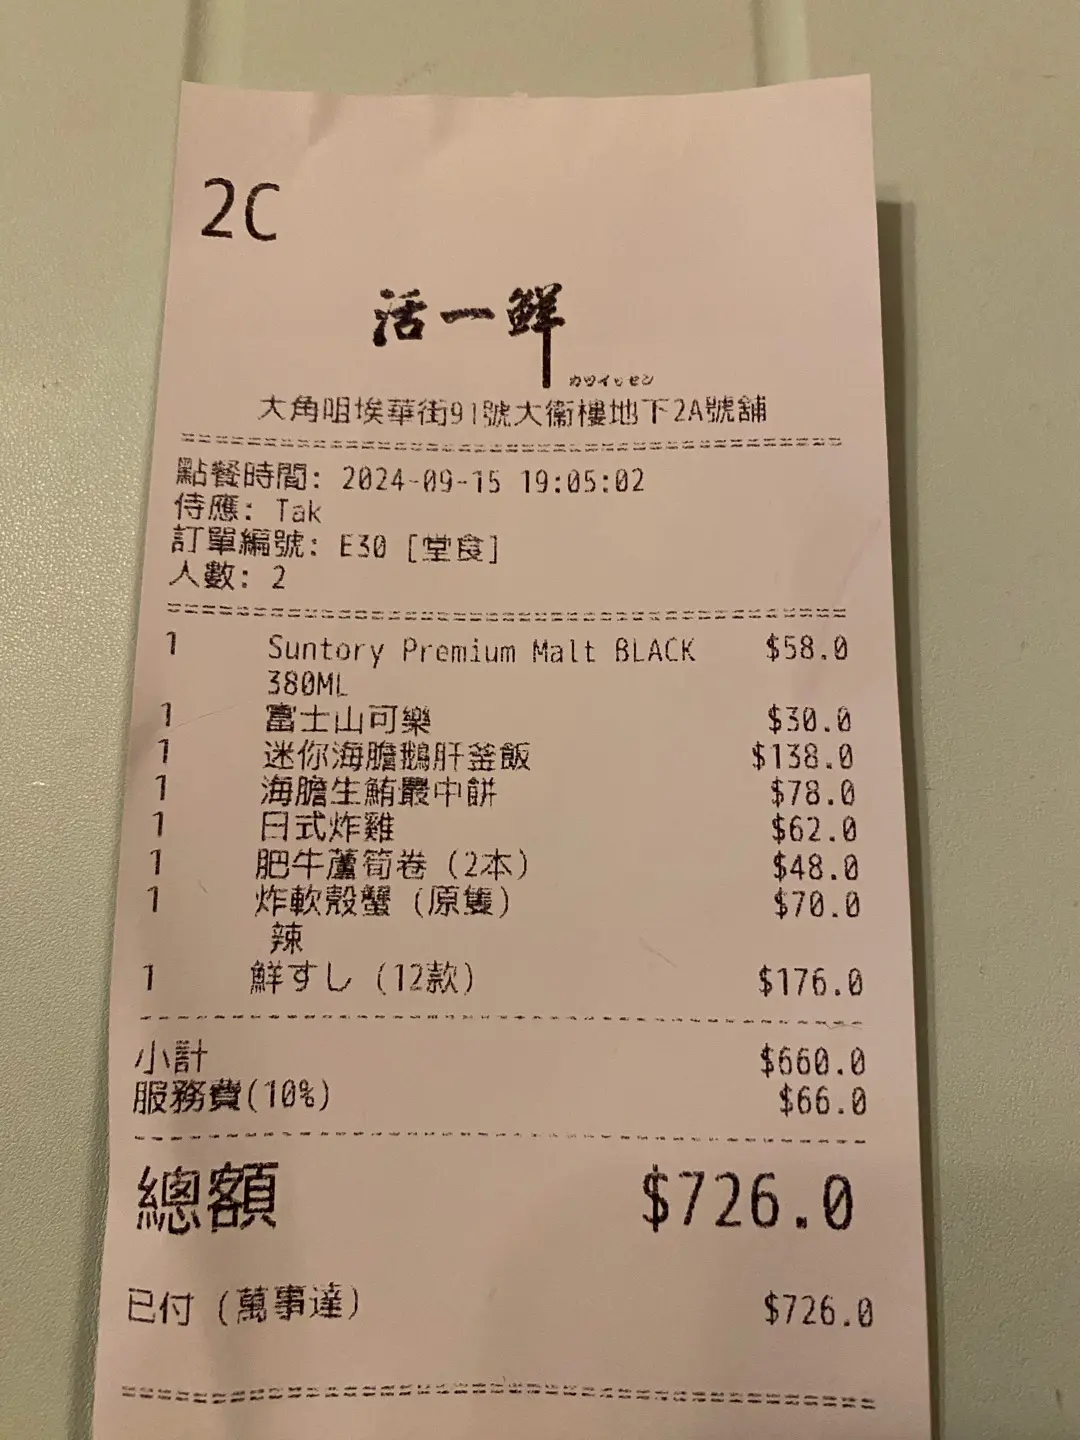 2C
活一鮮
カツイッセン
大角咀埃華街91號大衞樓地下2A號舖
點餐時間: 2024-09-15 19:05:02
侍應: Tak
訂單編號: E30 [堂食]
人數: 2
1 Suntory Premium Malt BLACK $58.0
380ML
1 富士山可樂 $30.0
1 迷你海膽鵝肝釜飯 $138.0
1 海膽生鮪最中餅 $78.0
1 日式炸雞 $62.0
1 肥牛蘆筍卷 (2本) $48.0
1 炸軟殼蟹 (原隻) $70.0
辣
1 鮮すし (12款) $176.0
小計 $660.0
服務費(10%) $66.0
總額 $726.0
已付 (萬事達) $726.0